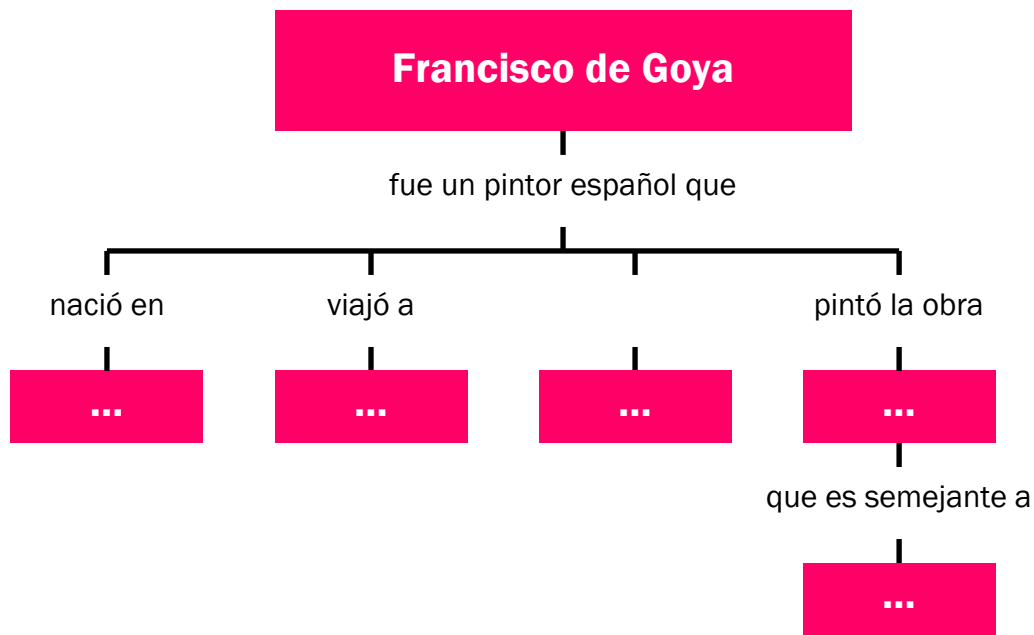 Francisco de Goya
fue un pintor español que
nació en
viajó a
pintó la obra
...
...
...
...
que es semejante a
...